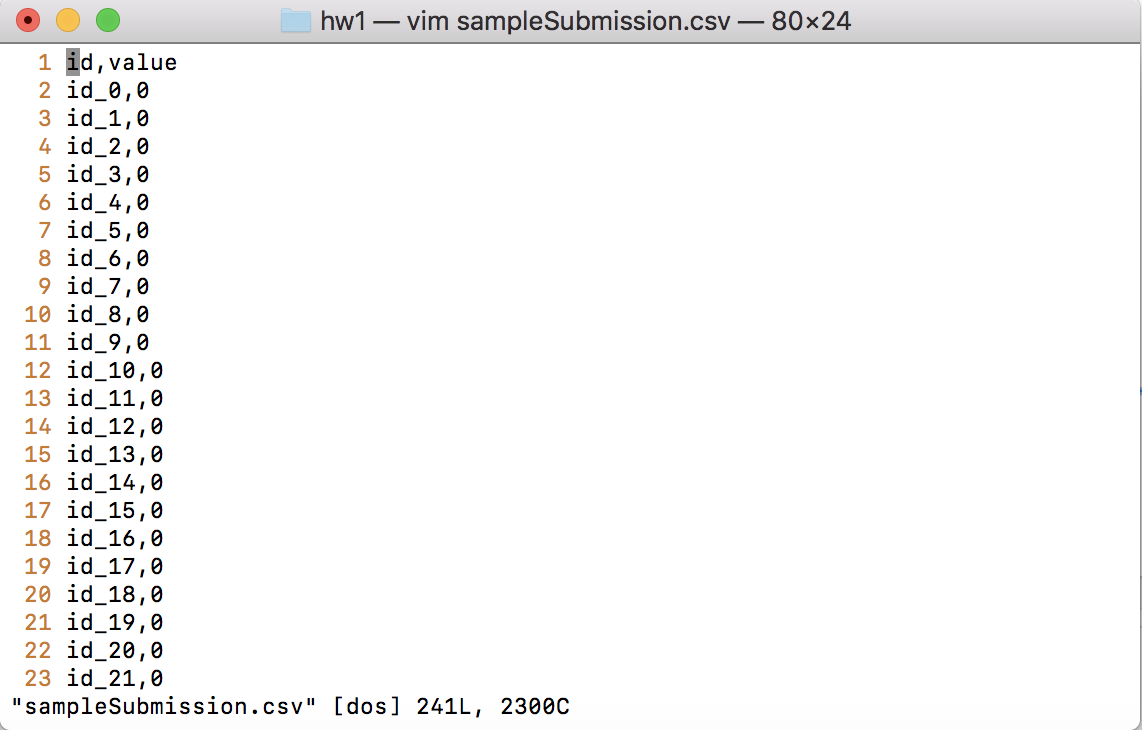 hw1 — vim sampleSubmission.csv — 80×24
1 id,value
2 id_0,0
3 id_1,0
4 id_2,0
5 id_3,0
6 id_4,0
7 id_5,0
8 id_6,0
9 id_7,0
10 id_8,0
11 id_9,0
12 id_10,0
13 id_11,0
14 id_12,0
15 id_13,0
16 id_14,0
17 id_15,0
18 id_16,0
19 id_17,0
20 id_18,0
21 id_19,0
22 id_20,0
23 id_21,0
"sampleSubmission.csv" [dos] 241L, 2300C